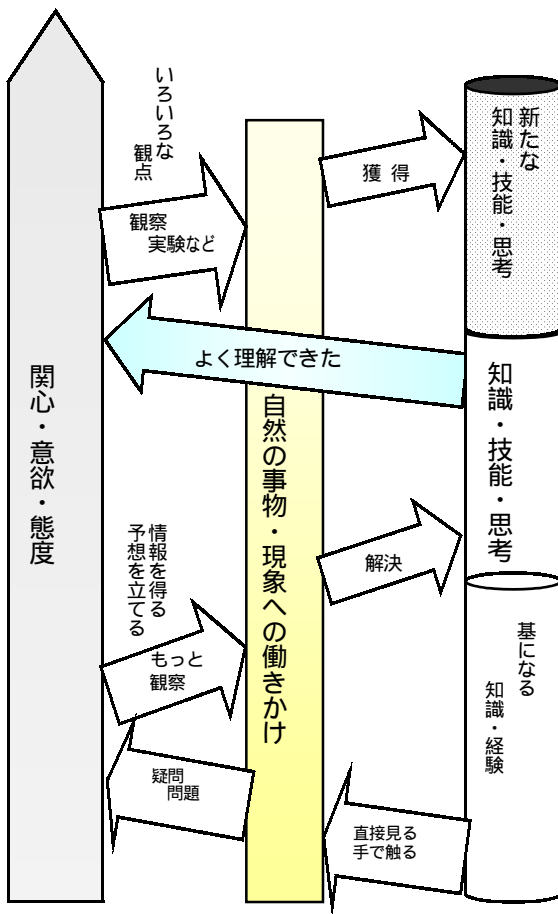 いろいろな
観点
観察
実験など
獲得
新たな
知識・技能・思考
よく理解できた
関心・意欲・態度
自然の事物・現象への働きかけ
知識・技能・思考
情報を得る
予想を立てる
解決
もっと
観察
基になる
知識・経験
疑問
問題
直接見る
手で触る